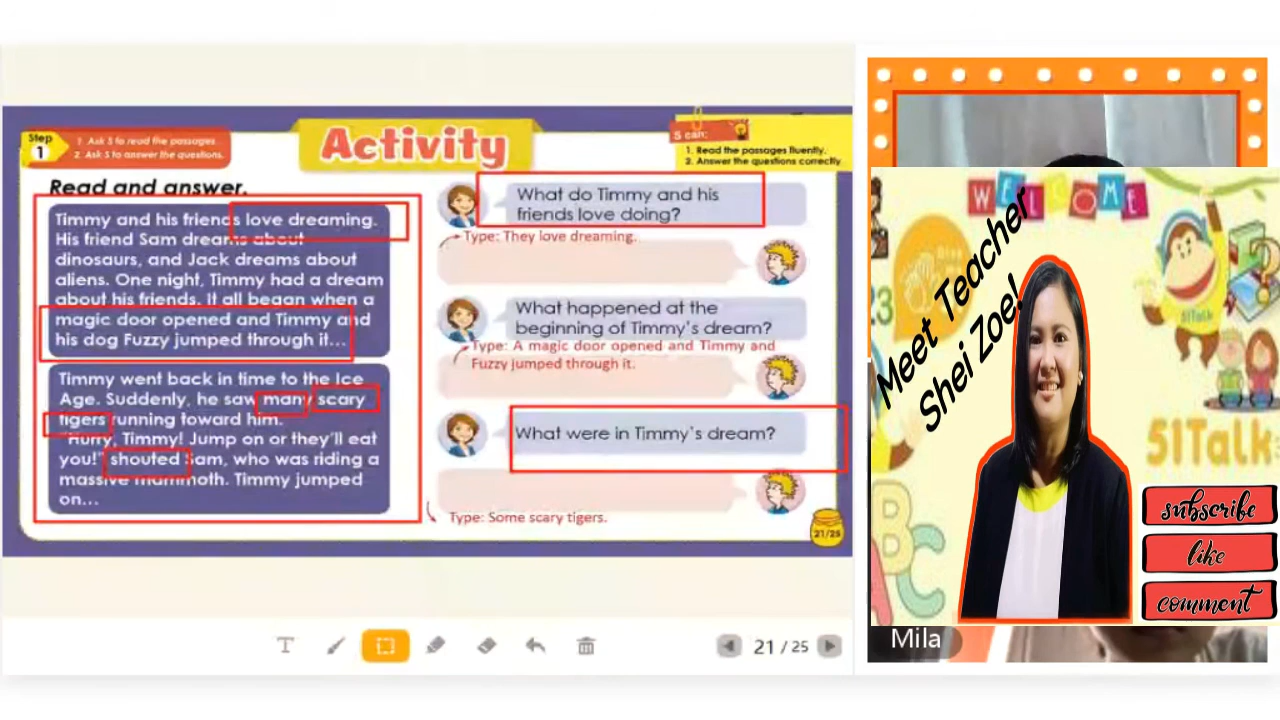 Step
1
1. Ask S to read the passages.
2. Ask S to answer the questions.
Activity
S can:
1. Read the passages fluently.
2. Answer the questions correctly
Read and answer.
Timmy and his friends love dreaming.
His friend Sam dreams about
dinosaurs, and Jack dreams about
aliens. One night, Timmy had a dream
about his friends. It all began when a
magic door opened and Timmy and
his dog Fuzzy jumped through it...
Timmy went back in time to the Ice
Age. Suddenly, he saw many scary
tigers running toward him.
"Hurry, Timmy! Jump on or they'll eat
you!" shouted Sam, who was riding a
massive mammoth. Timmy jumped
on...
What do Timmy and his
friends love doing?
Type: They love dreaming.
What happened at the
beginning of Timmy's dream?
Type: A magic door opened and Timmy and
Fuzzy jumped through it.
What were in Timmy's dream?
Type: Some scary tigers.
21/25
T
21 / 25
WELCOME
Meet Teacher
Shei Zoe!
51Talk
51Talk
ABC
subscribe
like
comment
Mila